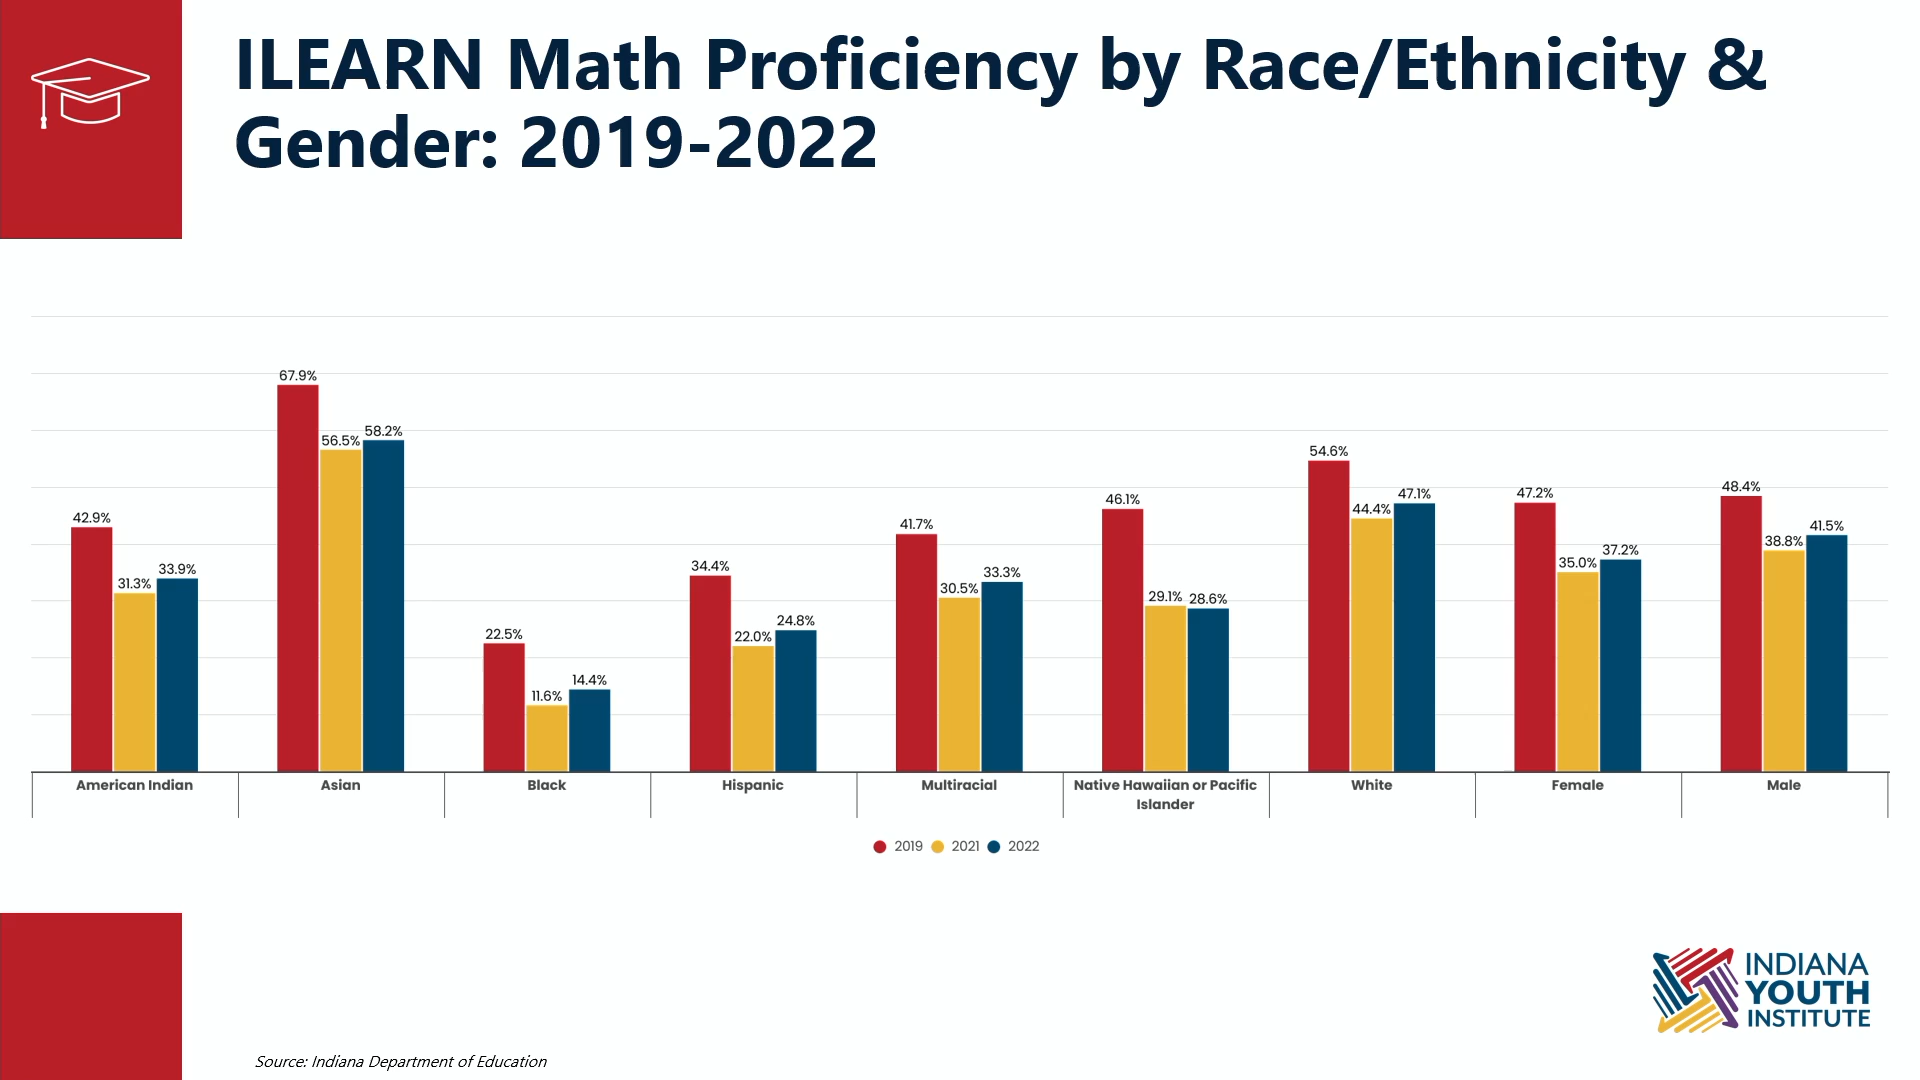 ILEARN Math Proficiency by Race/Ethnicity &
Gender: 2019-2022
42.9%
31.3%
33.9%
67.9%
56.5%
58.2%
22.5%
11.6%
14.4%
34.4%
22.0%
24.8%
41.7%
30.5%
33.3%
46.1%
29.1%
28.6%
54.6%
44.4%
47.1%
47.2%
35.0%
37.2%
48.4%
38.8%
41.5%
American Indian
Asian
Black
Hispanic
Multiracial
Native Hawaiian or Pacific
Islander
White
Female
Male
2019 2021 2022
INDIANA
YOUTH
INSTITUTE
Source: Indiana Department of Education